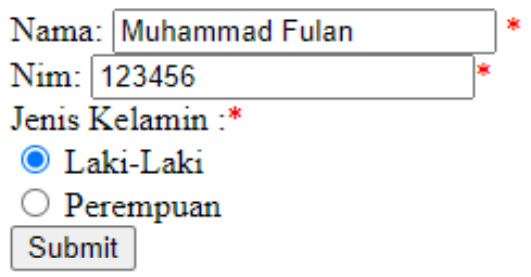 Nama: Muhammad Fulan *
Nim: 123456 *
Jenis Kelamin :*
Laki-Laki
Perempuan
Submit